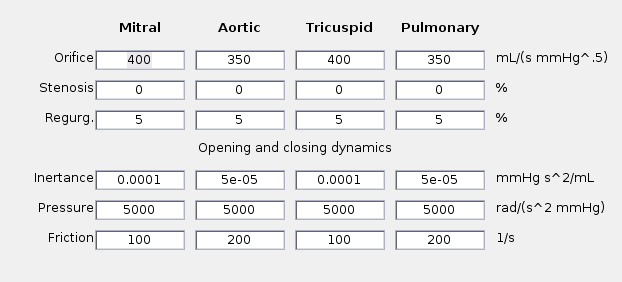 Mitral Aortic Tricuspid Pulmonary
Orifice 400 350 400 350 mL/(s mmHg^.5)
Stenosis 0 0 0 0 %
Regurg. 5 5 5 5 %
Opening and closing dynamics
Inertance 0.0001 5e-05 0.0001 5e-05 mmHg s^2/mL
Pressure 5000 5000 5000 5000 rad/(s^2 mmHg)
Friction 100 200 100 200 1/s